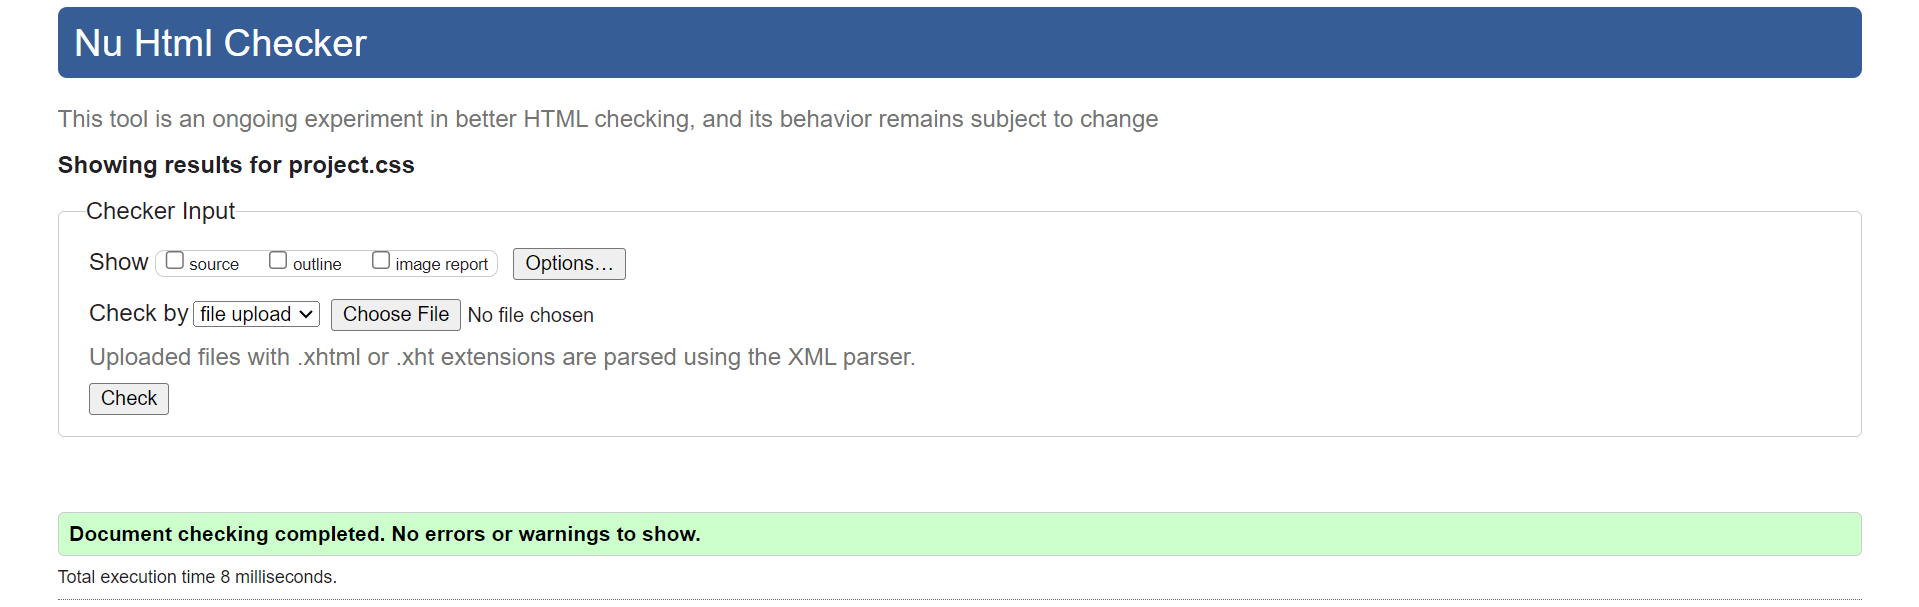 Nu Html Checker
This tool is an ongoing experiment in better HTML checking, and its behavior remains subject to change
Showing results for project.css
Checker Input
Show source outline image report Options...
Check by file upload Choose File No file chosen
Uploaded files with .xhtml or .xht extensions are parsed using the XML parser.
Check
Document checking completed. No errors or warnings to show.
Total execution time 8 milliseconds.